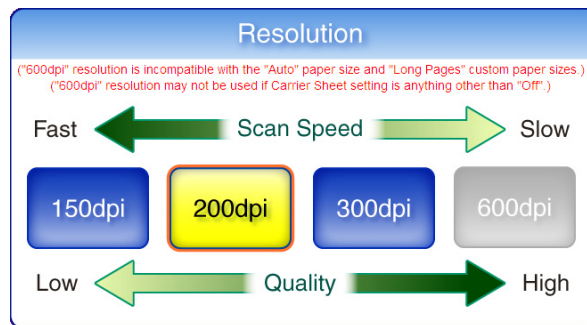 Resolution
("600dpi" resolution is incompatible with the "Auto" paper size and "Long Pages" custom paper sizes.)
("600dpi" resolution may not be used if Carrier Sheet setting is anything other than "Off".)
Fast Scan Speed Slow
150dpi 200dpi 300dpi 600dpi
Low Quality High